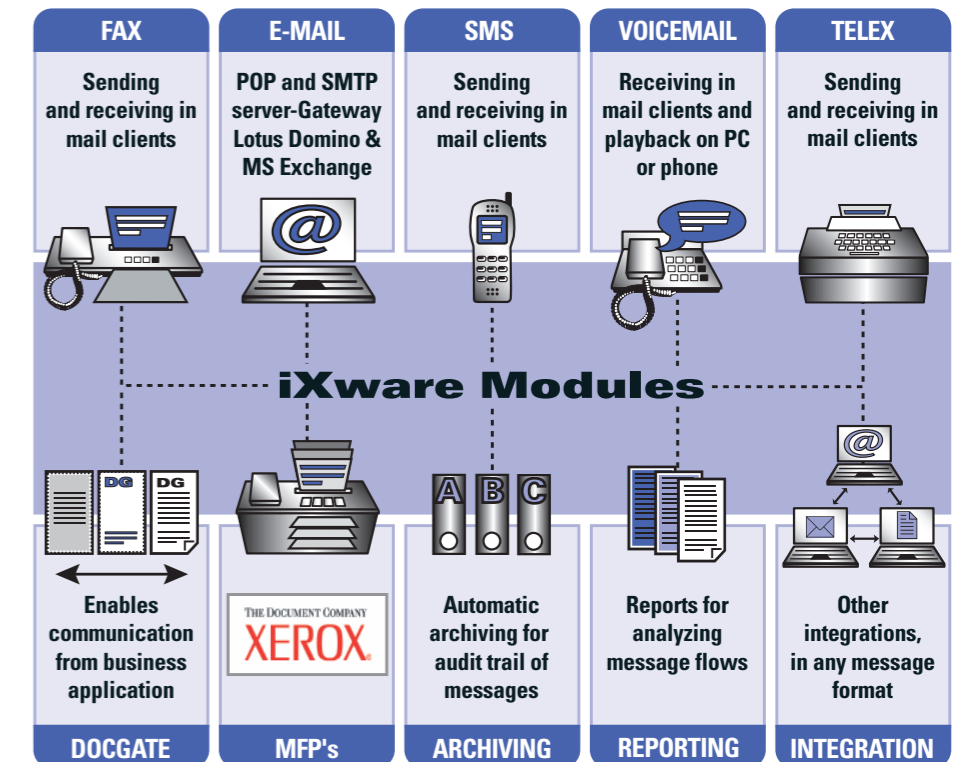 FAX
Sending
and receiving in
mail clients
E-MAIL
POP and SMTP
server-Gateway
Lotus Domino &
MS Exchange
@
SMS
Sending
and receiving in
mail clients
VOICEMAIL
Receiving in
mail clients and
playback on PC
or phone
TELEX
Sending
and receiving in
mail clients
iXware Modules
DG
DG
Enables
communication
from business
application
DOCGATE
THE DOCUMENT COMPANY
XEROX.
MFP's
A B C
Automatic
archiving for
audit trail of
messages
ARCHIVING
Reports for
analyzing
message flows
REPORTING
@
Other
integrations,
in any message
format
INTEGRATION